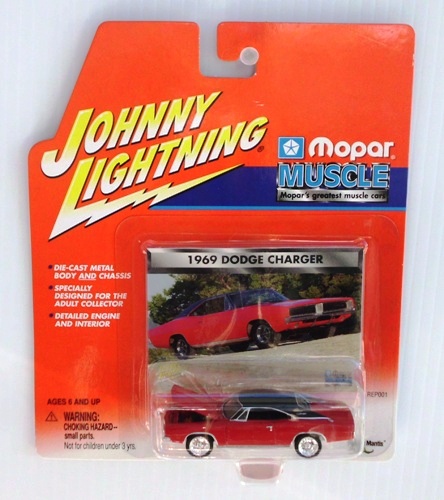 JOHNNY
LIGHTNING®
Mopar
MUSCLE
Mopar's greatest muscle cars
1969 DODGE CHARGER
• DIE-CAST METAL
BODY AND CHASSIS
• SPECIALLY
DESIGNED FOR THE
ADULT COLLECTOR
• DETAILED ENGINE
AND INTERIOR
AGES 6 AND UP
WARNING:
CHOKING HAZARD-
small parts.
Not for children under 3 yrs.
REP001
Mantis